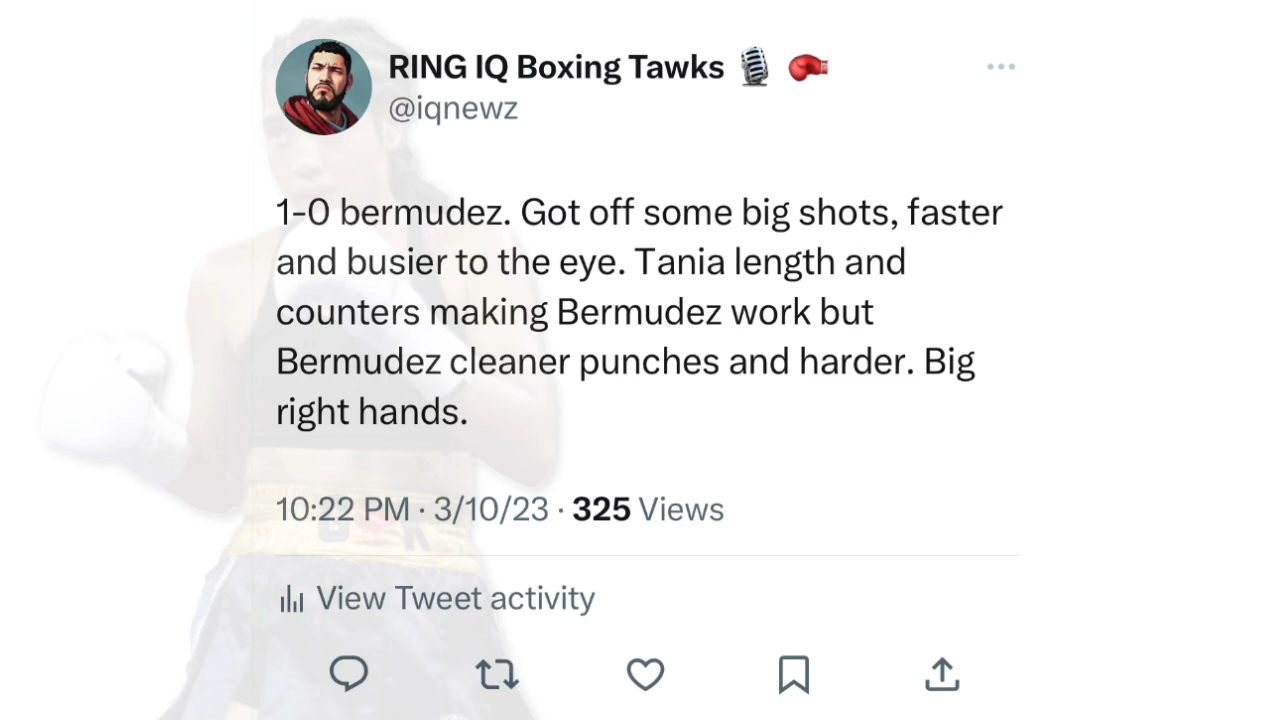 RING IQ Boxing Tawks 🎙️ 🥊
@iqnewz
1-0 bermudez. Got off some big shots, faster
and busier to the eye. Tania length and
counters making Bermudez work but
Bermudez cleaner punches and harder. Big
right hands.
10:22 PM · 3/10/23 · 325 Views
View Tweet activity